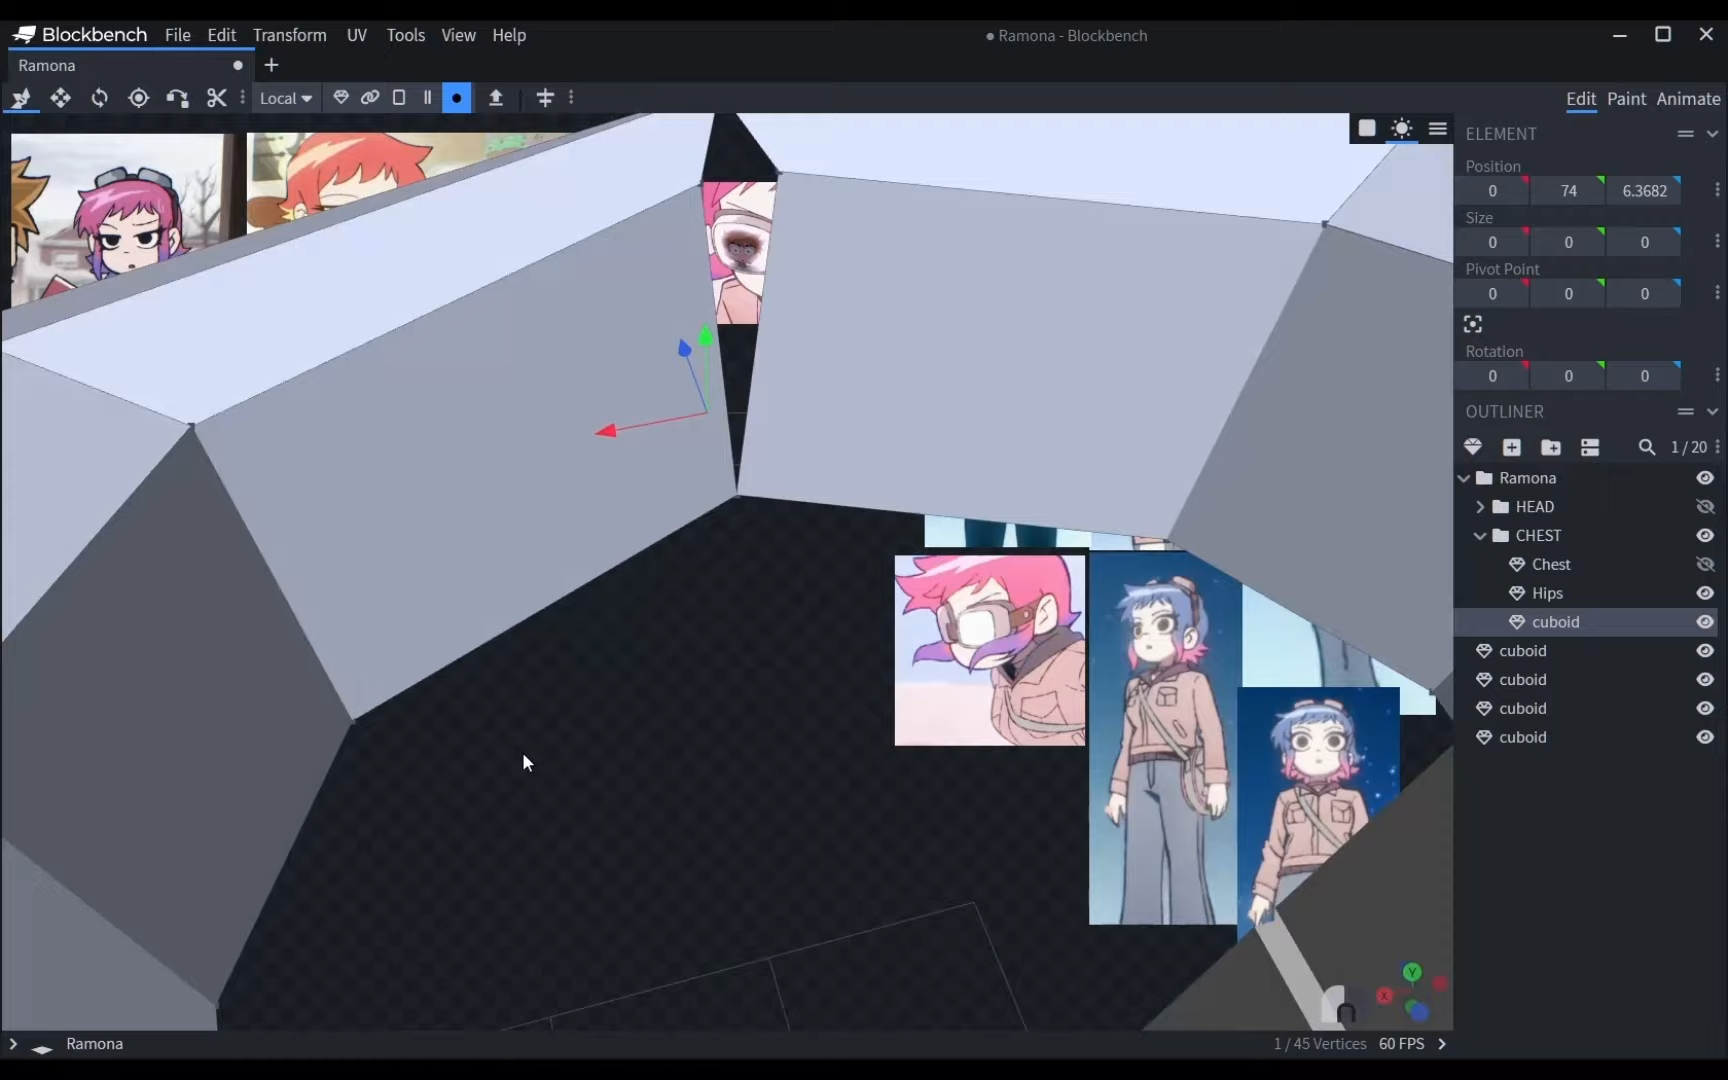 Blockbench File Edit Transform UV Tools View Help
● Ramona - Blockbench
Ramona
Local
Edit Paint Animate
ELEMENT
Position
0 74 6.3682
Size
0 0 0
Pivot Point
0 0 0
Rotation
0 0 0
OUTLINER
1 / 20
Ramona
HEAD
CHEST
Chest
Hips
cuboid
cuboid
cuboid
cuboid
cuboid
Y
X
Ramona
1 / 45 Vertices 60 FPS